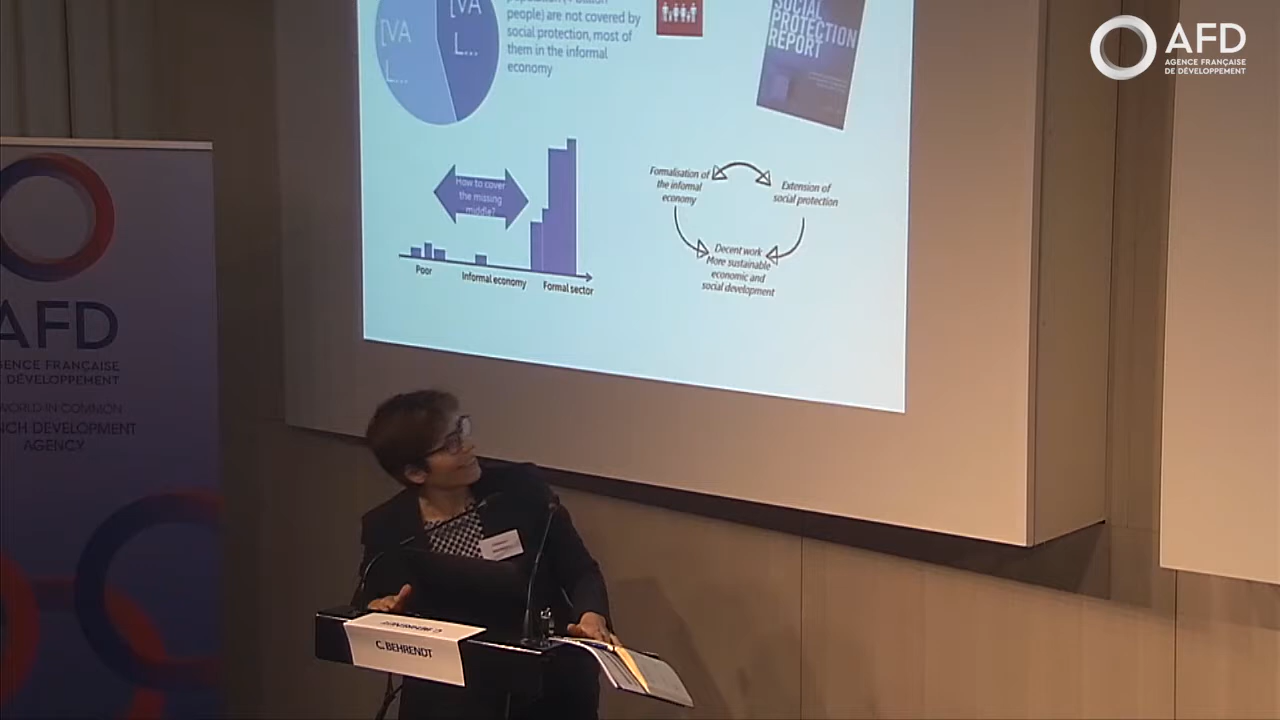 [VA
L...
[VA
L...
people) are not covered by
social protection, most of
them in the informal
economy
SOCIAL
PROTECTION
REPORT
AFD
AGENCE FRANÇAISE
DE DÉVELOPPEMENT
How to cover
the missing
middle?
Poor
Informal economy
Formal sector
Formalisation of
the informal
economy
Extension of
social protection
Decent work
More sustainable
economic and
social development
AFD
GENCE FRANÇAISE
DÉVELOPPEMENT
WORLD IN COMMON
NCH DEVELOPMENT
AGENCY
C. BEHRENDT
C. BEHRENDT